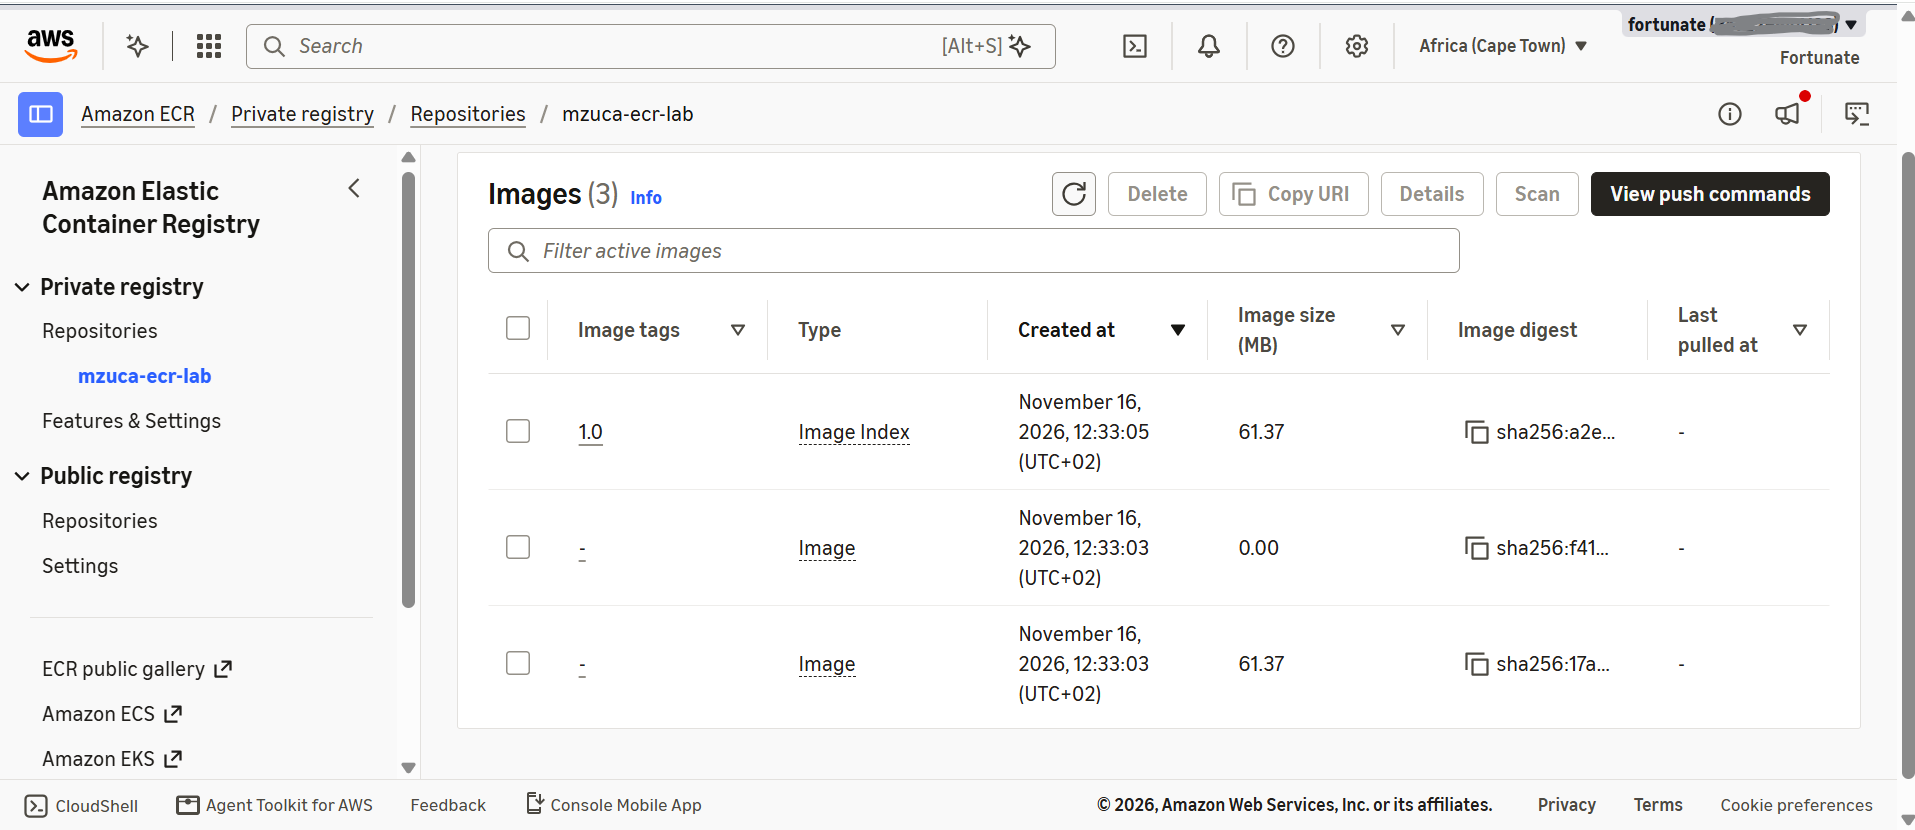 aws
Search
[Alt+S]
Africa (Cape Town)
fortunate (
Fortunate
Amazon ECR / Private registry / Repositories / mzuca-ecr-lab
Amazon Elastic
Container Registry
Private registry
Repositories
mzuca-ecr-lab
Features & Settings
Public registry
Repositories
Settings
ECR public gallery
Amazon ECS
Amazon EKS
Images (3) Info
Delete
Copy URI
Details
Scan
View push commands
Filter active images
Image tags
Type
Created at
Image size
(MB)
Image digest
Last
pulled at
November 16,
1.0 Image Index 2026, 12:33:05 61.37 sha256:a2e... -
(UTC+02)
November 16,
- Image 2026, 12:33:03 0.00 sha256:f41... -
(UTC+02)
November 16,
- Image 2026, 12:33:03 61.37 sha256:17a... -
(UTC+02)
CloudShell
Agent Toolkit for AWS
Feedback
Console Mobile App
© 2026, Amazon Web Services, Inc. or its affiliates.
Privacy
Terms
Cookie preferences